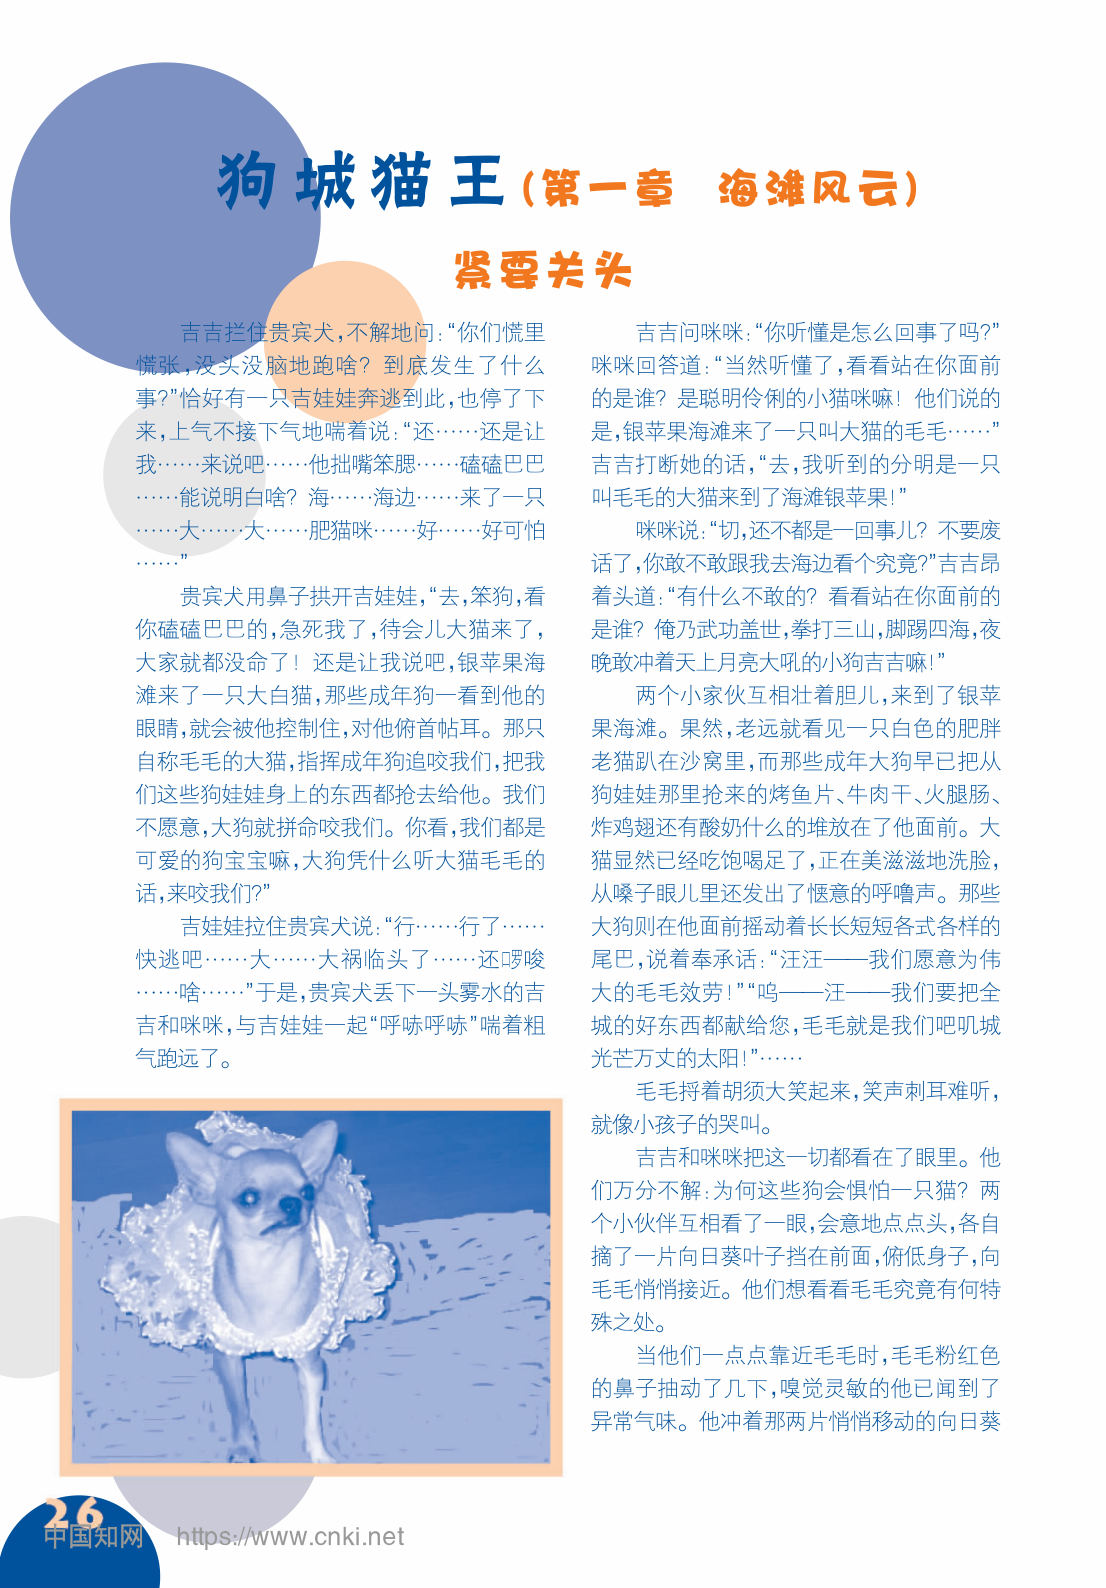 狗城猫王(第一章 海滩风云)
紧要关头
吉吉拦住贵宾犬,不解地问:“你们慌里
慌张,没头没脑地跑啥？到底发生了什么
事?”恰好有一只吉娃娃奔逃到此,也停了下
来,上气不接下气地喘着说:“还……还是让
我……来说吧……他拙嘴笨腮……磕磕巴巴
……能说明白啥？海……海边……来了一只
……大……大……肥猫咪……好……好可怕
……”
贵宾犬用鼻子拱开吉娃娃,“去,笨狗,看
你磕磕巴巴的,急死我了,待会儿大猫来了,
大家就都没命了！还是让我说吧,银苹果海
滩来了一只大白猫,那些成年狗一看到他的
眼睛,就会被他控制住,对他俯首帖耳。那只
自称毛毛的大猫,指挥成年狗追咬我们,把我
们这些狗娃娃身上的东西都抢去给他。我们
不愿意,大狗就拼命咬我们。你看,我们都是
可爱的狗宝宝嘛,大狗凭什么听大猫毛毛的
话,来咬我们?”
吉娃娃拉住贵宾犬说:“行……行了……
快逃吧……大……大祸临头了……还啰唆
……啥……”于是,贵宾犬丢下一头雾水的吉
吉和咪咪,与吉娃娃一起“呼哧呼哧”喘着粗
气跑远了。
吉吉问咪咪:“你听懂是怎么回事了吗?”
咪咪回答道:“当然听懂了,看看站在你面前
的是谁？是聪明伶俐的小猫咪嘛！他们说的
是,银苹果海滩来了一只叫大猫的毛毛……”
吉吉打断她的话,“去,我听到的分明是一只
叫毛毛的大猫来到了海滩银苹果!”
咪咪说:“切,还不都是一回事儿？不要废
话了,你敢不敢跟我去海边看个究竟?”吉吉昂
着头道:“有什么不敢的？看看站在你面前的
是谁？俺乃武功盖世,拳打三山,脚踢四海,夜
晚敢冲着天上月亮大吼的小狗吉吉嘛!”
两个小家伙互相壮着胆儿,来到了银苹
果海滩。果然,老远就看见一只白色的肥胖
老猫趴在沙窝里,而那些成年大狗早已把从
狗娃娃那里抢来的烤鱼片、牛肉干、火腿肠、
炸鸡翅还有酸奶什么的堆放在了他面前。大
猫显然已经吃饱喝足了,正在美滋滋地洗脸,
从嗓子眼儿里还发出了惬意的呼噜声。那些
大狗则在他面前摇动着长长短短各式各样的
尾巴,说着奉承话:“汪汪——我们愿意为伟
大的毛毛效劳!”“呜——汪——我们要把全
城的好东西都献给您,毛毛就是我们吧叽城
光芒万丈的太阳!”……
毛毛捋着胡须大笑起来,笑声刺耳难听,
就像小孩子的哭叫。
吉吉和咪咪把这一切都看在了眼里。他
们万分不解:为何这些狗会惧怕一只猫？两
个小伙伴互相看了一眼,会意地点点头,各自
摘了一片向日葵叶子挡在前面,俯低身子,向
毛毛悄悄接近。他们想看看毛毛究竟有何特
殊之处。
当他们一点点靠近毛毛时,毛毛粉红色
的鼻子抽动了几下,嗅觉灵敏的他已闻到了
异常气味。他冲着那两片悄悄移动的向日葵
26
中国知网 https://www.cnki.net